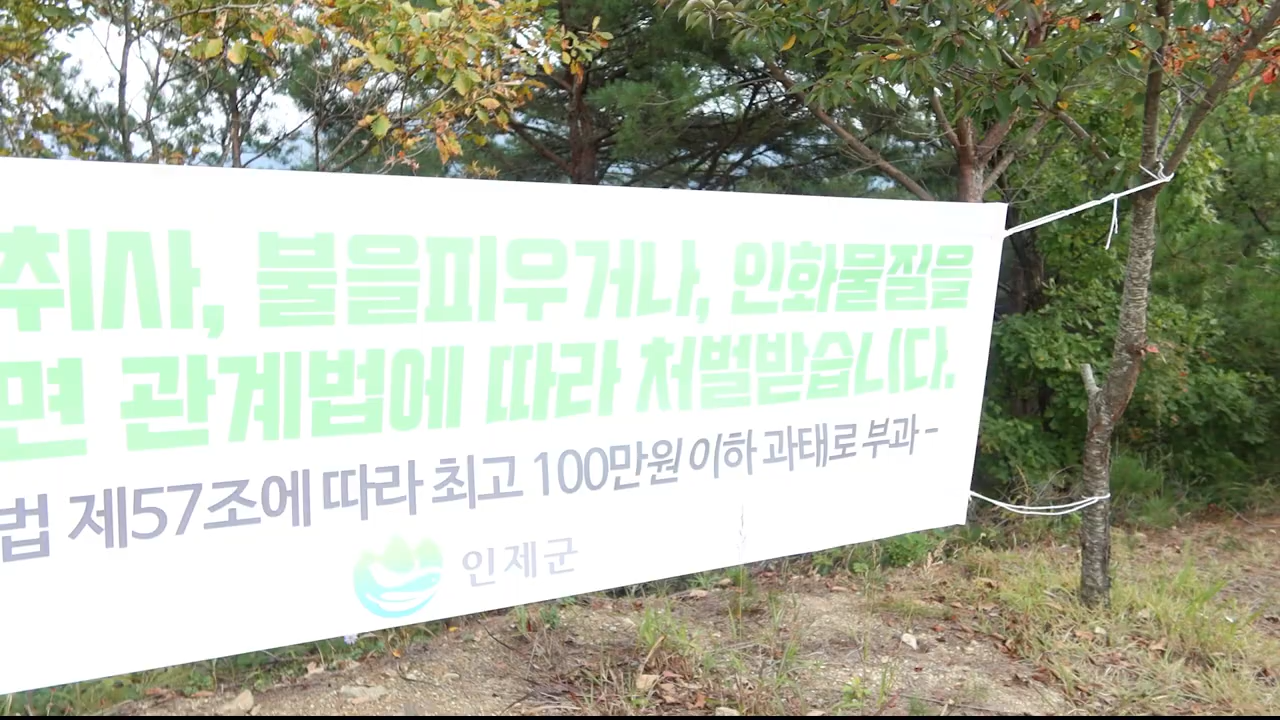 취사, 불을피우거나, 인화물질을
면 관계법에 따라 처벌받습니다.
법 제57조에 따라 최고 100만원 이하 과태로 부과 -
인제군